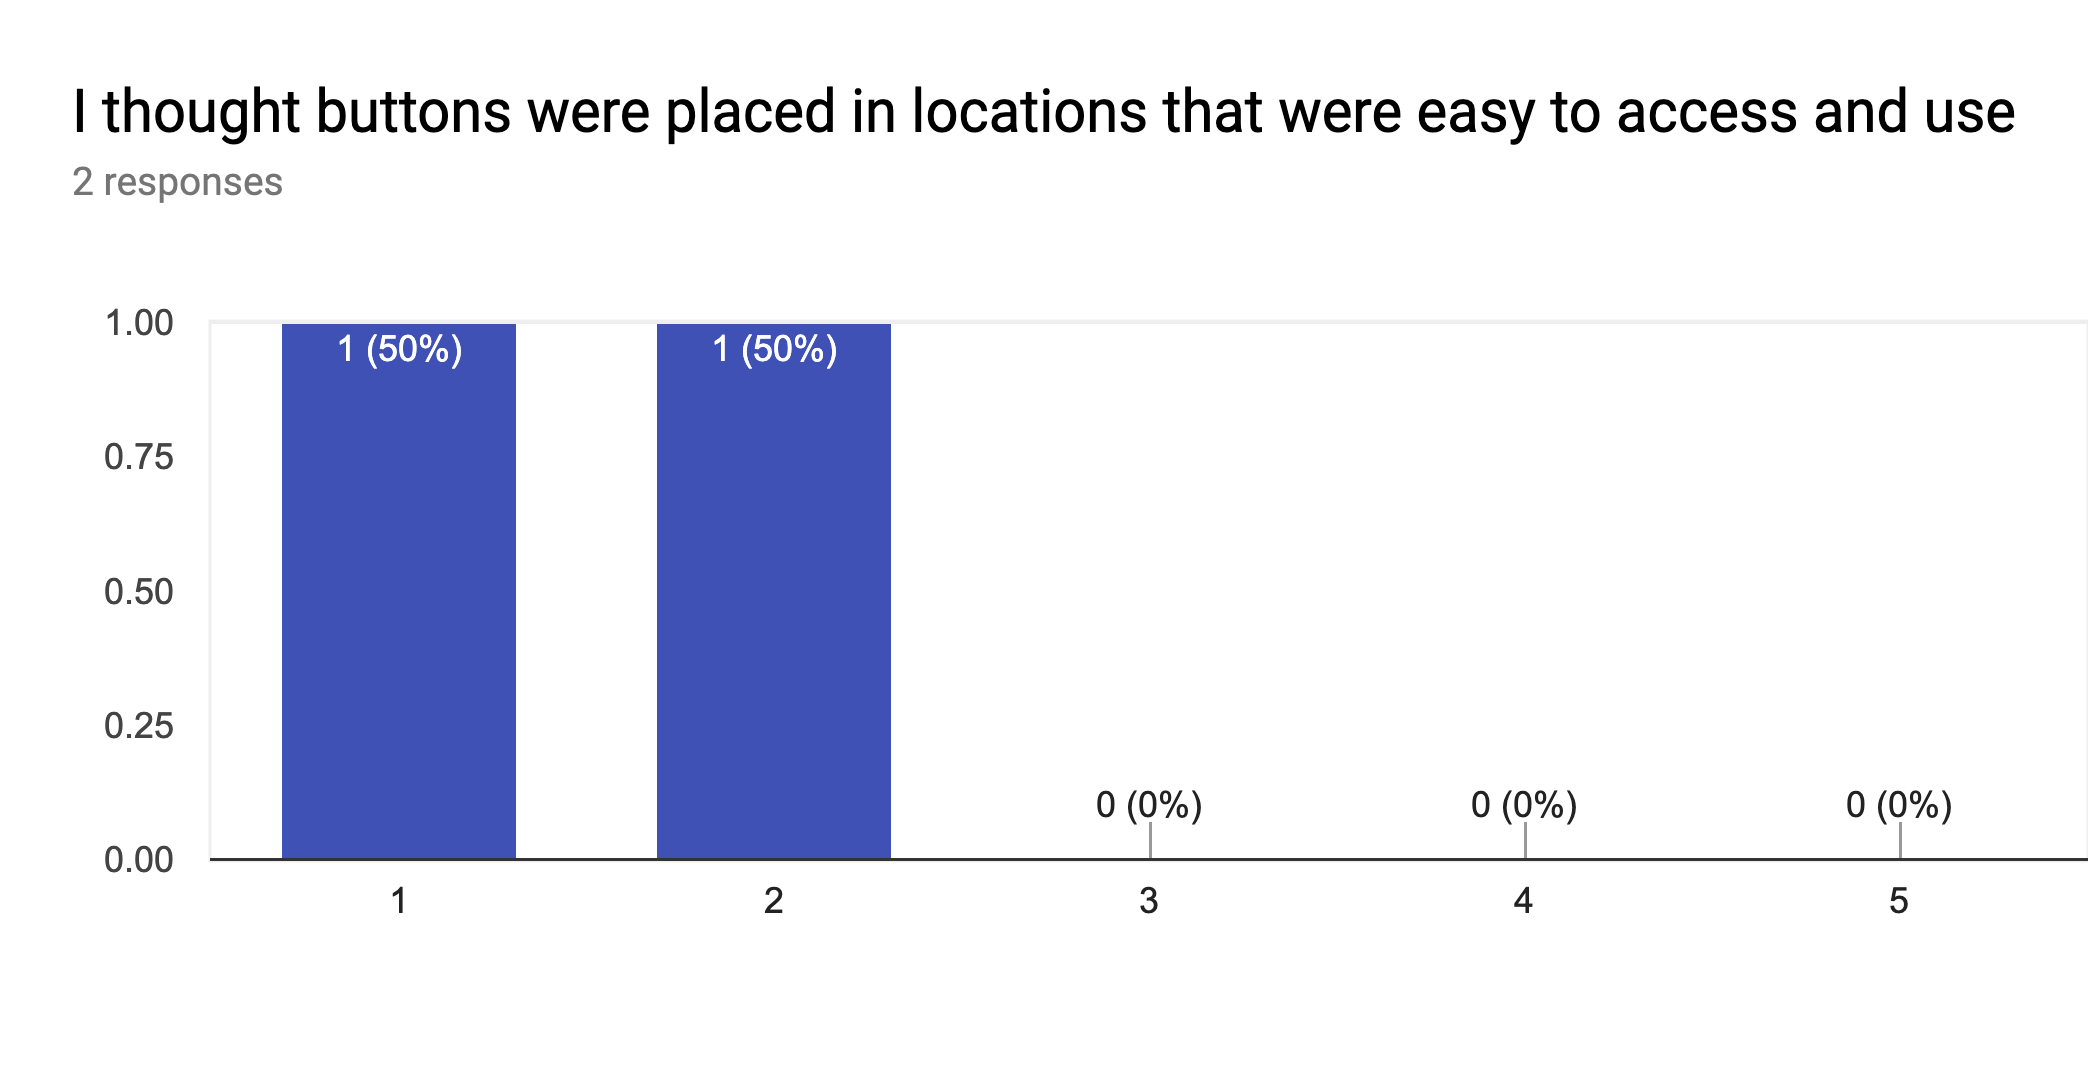 I thought buttons were placed in locations that were easy to access and use
2 responses
1.00
1 (50%) 1 (50%)
0.75
0.50
0.25
0 (0%) 0 (0%) 0 (0%)
0.00
1 2 3 4 5